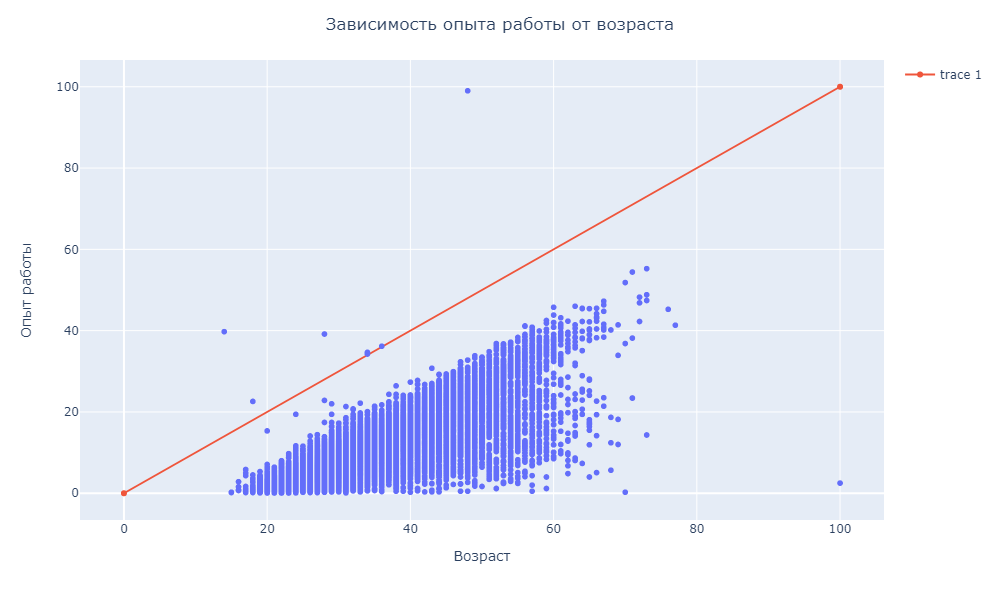 Зависимость опыта работы от возраста
trace 1
Опыт работы
100
80
60
40
20
0
0 20 40 60 80 100
Возраст